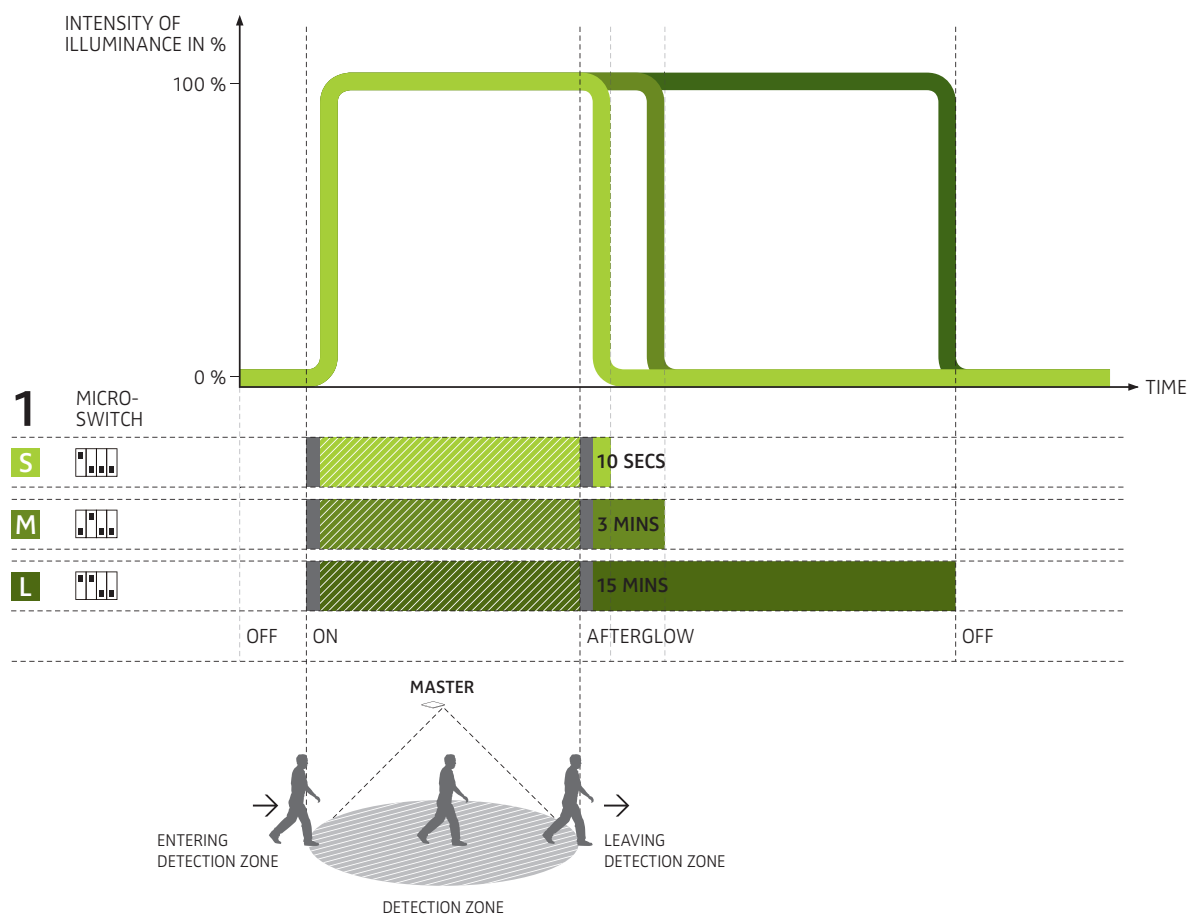 INTENSITY OF
ILLUMINANCE IN %
100 %
0 %
TIME
1
MICRO-
SWITCH
S
10 SECS
M
3 MINS
L
15 MINS
OFF
ON
AFTERGLOW
OFF
MASTER
ENTERING
DETECTION ZONE
LEAVING
DETECTION ZONE
DETECTION ZONE